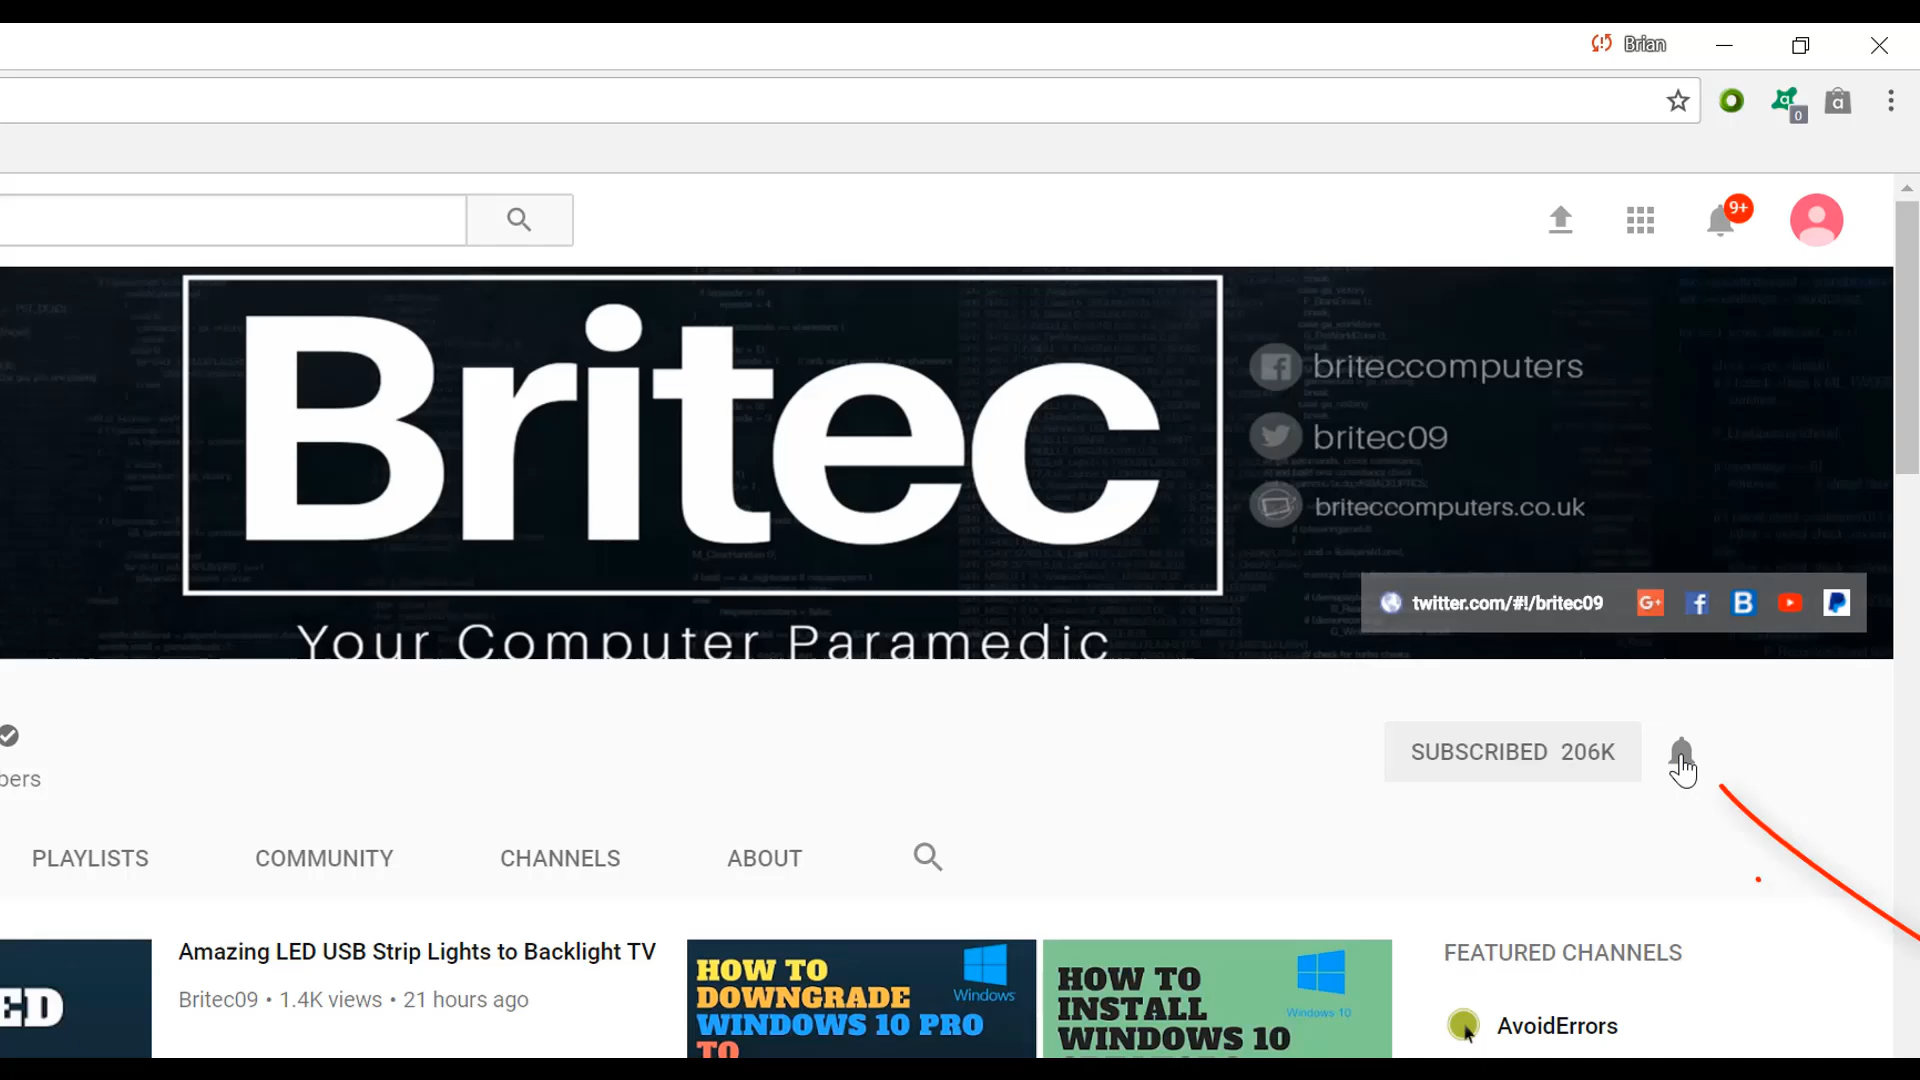 Brian
0
9+
Britec
briteccomputers
britec09
briteccomputers.co.uk
twitter.com/#!/britec09
Your Computer Paramedic
SUBSCRIBED 206K
bers
PLAYLISTS COMMUNITY CHANNELS ABOUT
ED
Amazing LED USB Strip Lights to Backlight TV
Britec09 • 1.4K views • 21 hours ago
HOW TO
DOWNGRADE
WINDOWS 10 PRO
TO
Windows
HOW TO
INSTALL
WINDOWS 10
Windows 10
FEATURED CHANNELS
AvoidErrors